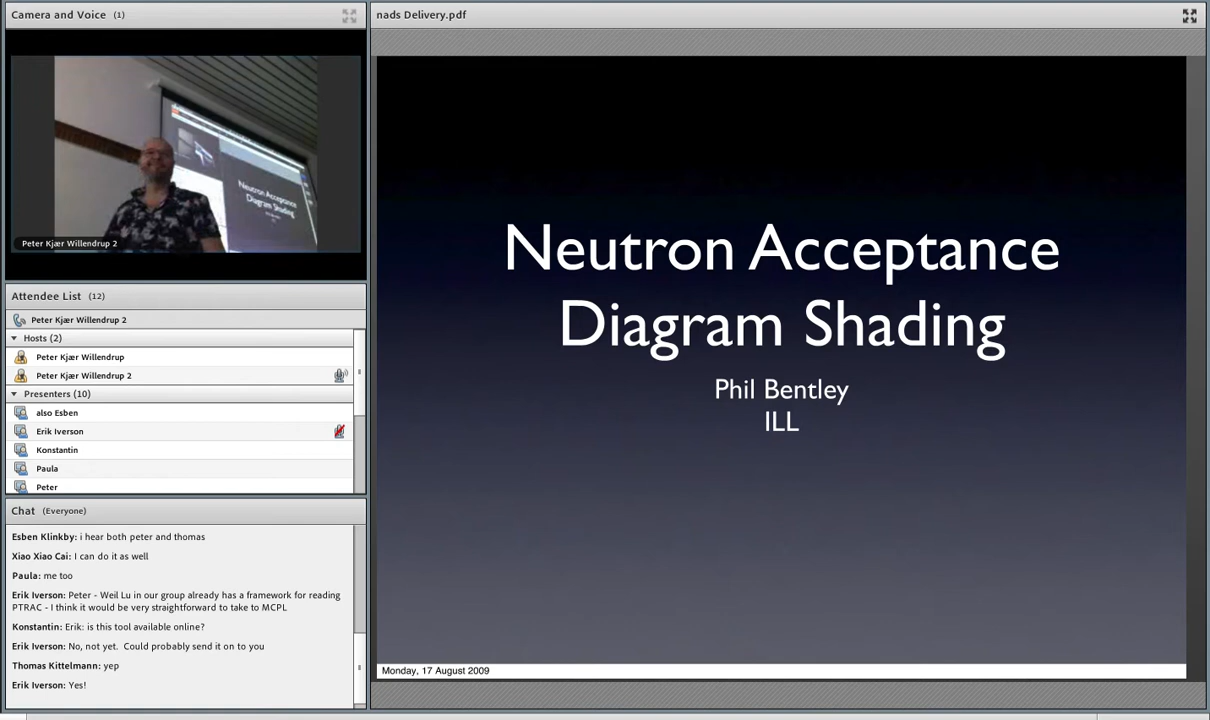 Camera and Voice (1)
Neutron Acceptance
Diagram Shading
Peter Kjær Willendrup 2
Attendee List (12)
Peter Kjær Willendrup 2
Hosts (2)
Peter Kjær Willendrup
Peter Kjær Willendrup 2
Presenters (10)
also Esben
Erik Iverson
Konstantin
Paula
Peter
Chat (Everyone)
Esben Klinkby: i hear both peter and thomas
Xiao Xiao Cai: I can do it as well
Paula: me too
Erik Iverson: Peter - Weil Lu in our group already has a framework for reading
PTRAC - I think it would be very straightforward to take to MCPL
Konstantin: Erik: is this tool available online?
Erik Iverson: No, not yet. Could probably send it on to you
Thomas Kittelmann: yep
Erik Iverson: Yes!
nads Delivery.pdf
Neutron Acceptance
Diagram Shading
Phil Bentley
ILL
Monday, 17 August 2009